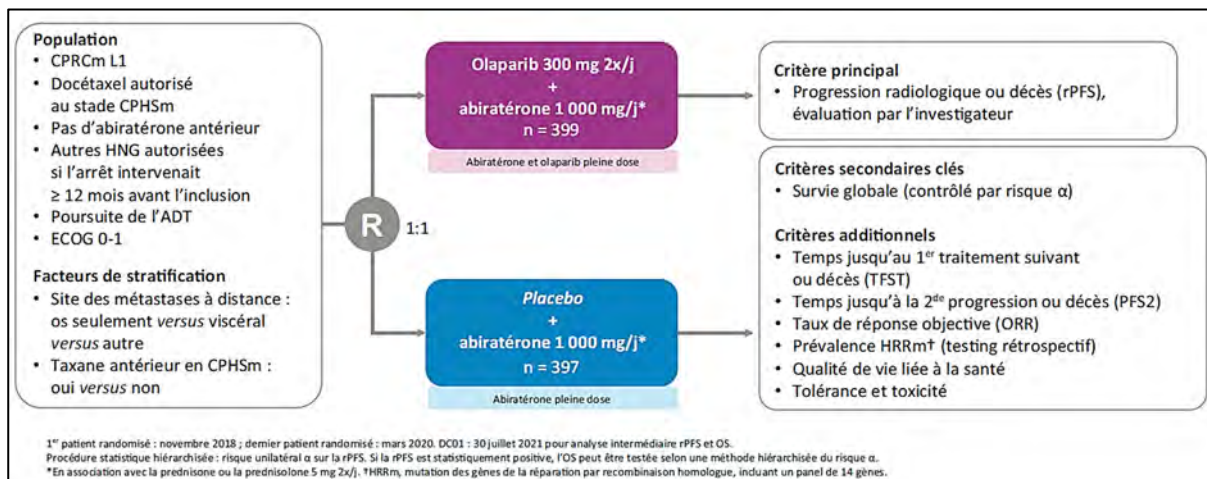 Population
• CPRCm L1
• Docétaxel autorisé
au stade CPHSm
• Pas d'abiratérone antérieur
• Autres HNG autorisées
si l'arrêt intervenait
≥ 12 mois avant l'inclusion
• Poursuite de l'ADT
• ECOG 0-1
Facteurs de stratification
• Site des métastases à distance :
os seulement versus viscéral
versus autre
• Taxane antérieur en CPHSm :
oui versus non
R
1:1
Olaparib 300 mg 2x/j
+
abiratérone 1 000 mg/j*
n = 399
Abiratérone et olaparib pleine dose
Placebo
+
abiratérone 1 000 mg/j*
n = 397
Abiratérone pleine dose
Critère principal
• Progression radiologique ou décès (rPFS),
évaluation par l'investigateur
Critères secondaires clés
• Survie globale (contrôlé par risque α)
Critères additionnels
• Temps jusqu'au 1er traitement suivant
ou décès (TFST)
• Temps jusqu'à la 2de progression ou décès (PFS2)
• Taux de réponse objective (ORR)
• Prévalence HRRm† (testing rétrospectif)
• Qualité de vie liée à la santé
• Tolérance et toxicité
1er patient randomisé : novembre 2018 ; dernier patient randomisé : mars 2020. DC01 : 30 juillet 2021 pour analyse intermédiaire rPFS et OS.
Procédure statistique hiérarchisée : risque unilatéral α sur la rPFS. Si la rPFS est statistiquement positive, l'OS peut être testée selon une méthode hiérarchisée du risque α.
*En association avec la prednisone ou la prednisolone 5 mg 2x/j. †HRRm, mutation des gènes de la réparation par recombinaison homologue, incluant un panel de 14 gènes.